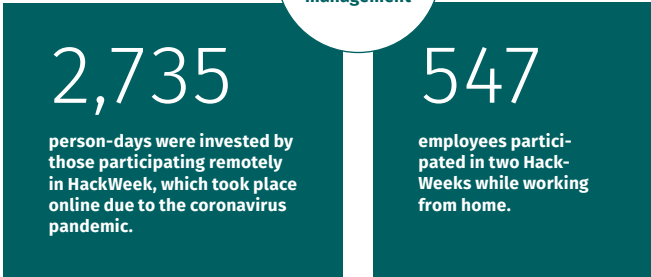 management
2,735
person-days were invested by
those participating remotely
in HackWeek, which took place
online due to the coronavirus
pandemic.
547
employees partici-
pated in two Hack-
Weeks while working
from home.